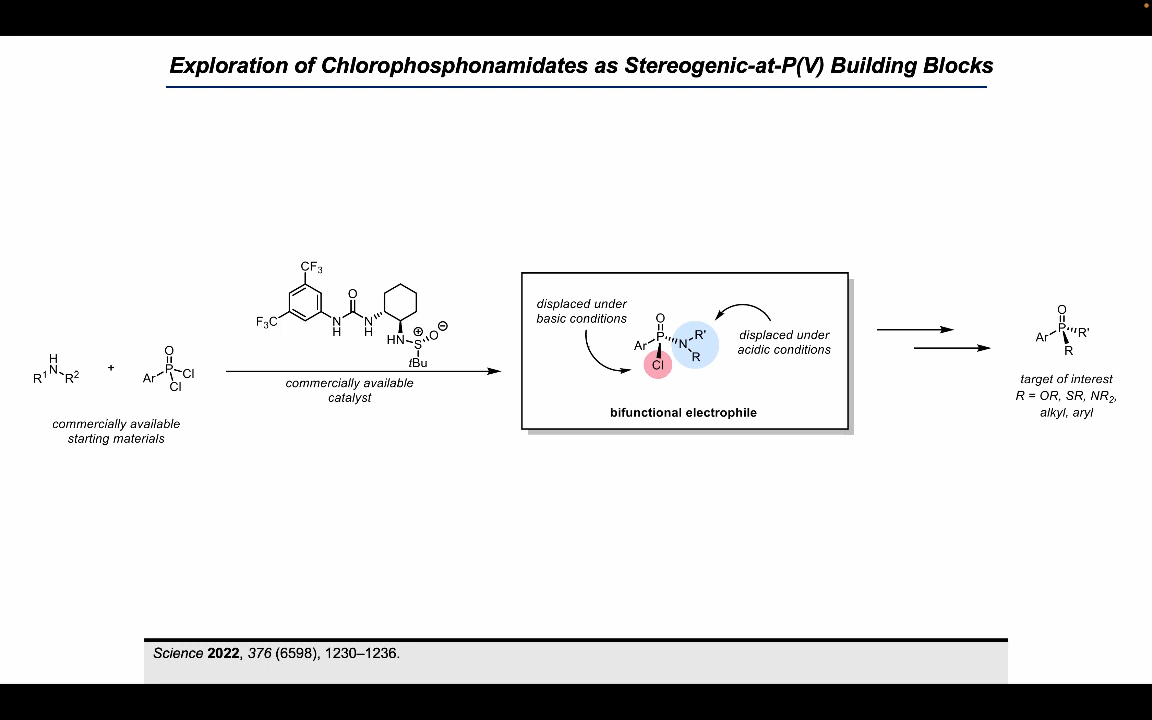 Exploration of Chlorophosphonamidates as Stereogenic-at-P(V) Building Blocks
CF3
F3C
O
N
H
N
H
HN
S
⊕
O
⊖
tBu
H
R1 N R2
+
O
Ar P Cl
Cl
commercially available
starting materials
commercially available
catalyst
displaced under
basic conditions
O
Ar P N R'
R
Cl
displaced under
acidic conditions
bifunctional electrophile
O
Ar P R'
R
target of interest
R = OR, SR, NR2,
alkyl, aryl
Science 2022, 376 (6598), 1230–1236.